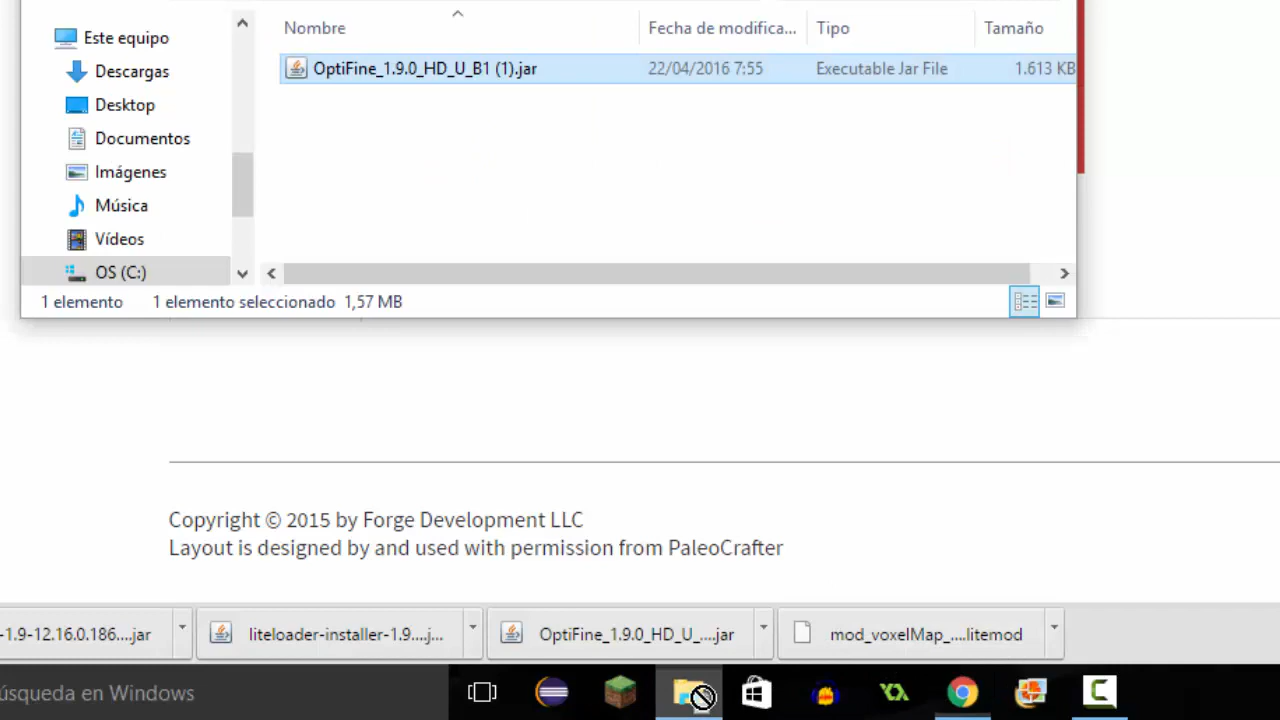 Nombre Fecha de modifica... Tipo Tamaño
Este equipo
OptiFine_1.9.0_HD_U_B1 (1).jar 22/04/2016 7:55 Executable Jar File 1.613 KB
Descargas
Desktop
Documentos
Imágenes
Música
Vídeos
OS (C:)
1 elemento 1 elemento seleccionado 1,57 MB
Copyright © 2015 by Forge Development LLC
Layout is designed by and used with permission from PaleoCrafter
-1.9-12.16.0.186....jar liteloader-installer-1.9....j... OptiFine_1.9.0_HD_U_....jar mod_voxelMap_....litemod
úsqueda en Windows